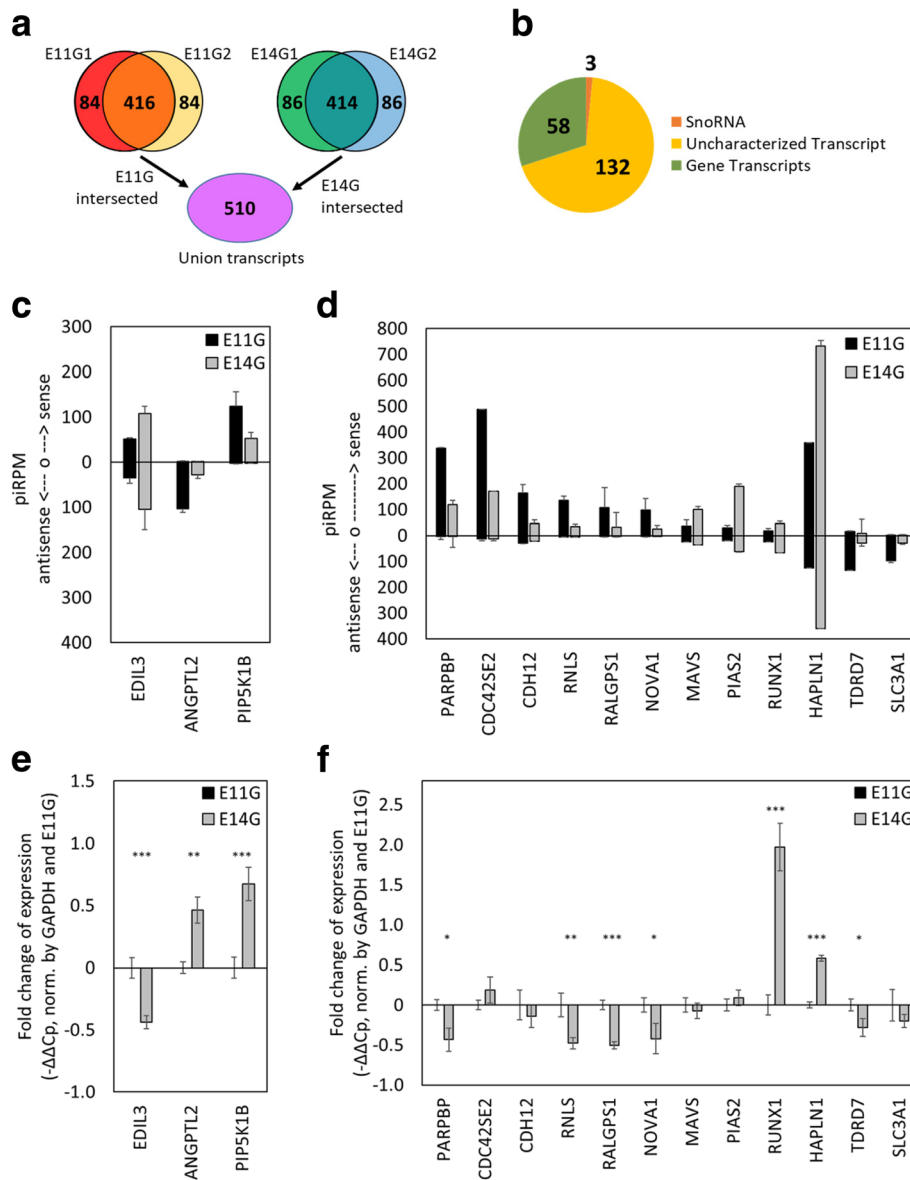 a
E11G1
E11G2
E14G1
E14G2
84
416
84
86
414
86
E11G
intersected
E14G
intersected
510
Union transcripts
b
3
58
132
SnoRNA
Uncharacterized Transcript
Gene Transcripts
c
300
200
100
0
100
200
300
400
piRPM
antisense <--- o ---> sense
E11G
E14G
EDIL3
ANGPTL2
PIP5K1B
d
800
700
600
500
400
300
200
100
0
100
200
300
400
piRPM
antisense <--- o --------> sense
E11G
E14G
PARPBP
CDC42SE2
CDH12
RNLS
RALGPS1
NOVA1
MAVS
PIAS2
RUNX1
HAPLN1
TDRD7
SLC3A1
e
1.5
1.0
0.5
0
-0.5
-1.0
Fold change of expression
(-ΔΔCp, norm. by GAPDH and E11G)
E11G
E14G
***
**
***
EDIL3
ANGPTL2
PIP5K1B
f
2.5
2.0
1.5
1.0
0.5
0
-0.5
-1.0
Fold change of expression
(-ΔΔCp, norm. by GAPDH and E11G)
E11G
E14G
*
**
***
*
***
***
*
PARPBP
CDC42SE2
CDH12
RNLS
RALGPS1
NOVA1
MAVS
PIAS2
RUNX1
HAPLN1
TDRD7
SLC3A1